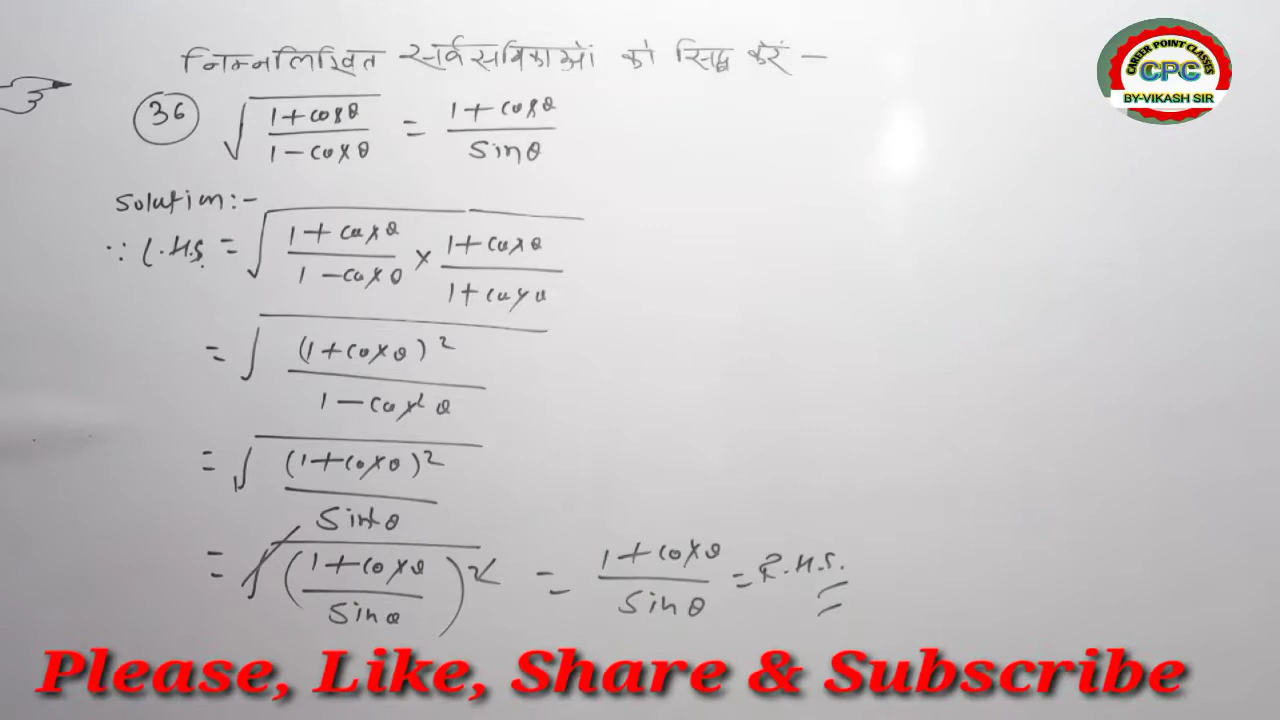 निम्नलिखित सर्वसमिकाओं को सिद्ध करें –
36 √((1+cosθ)/(1-cosθ)) = (1+cosθ)/sinθ
Solution:-
∵ L.H.S. = √((1+cosθ)/(1-cosθ) × (1+cosθ)/(1+cosθ))
= √((1+cosθ)²/(1-cos²θ))
= √((1+cosθ)²/sin²θ)
= √((1+cosθ)/sinθ)² = (1+cosθ)/sinθ = R.H.S.
CAREER POINT CLASSES
CPC
BY-VIKASH SIR
Please, Like, Share & Subscribe